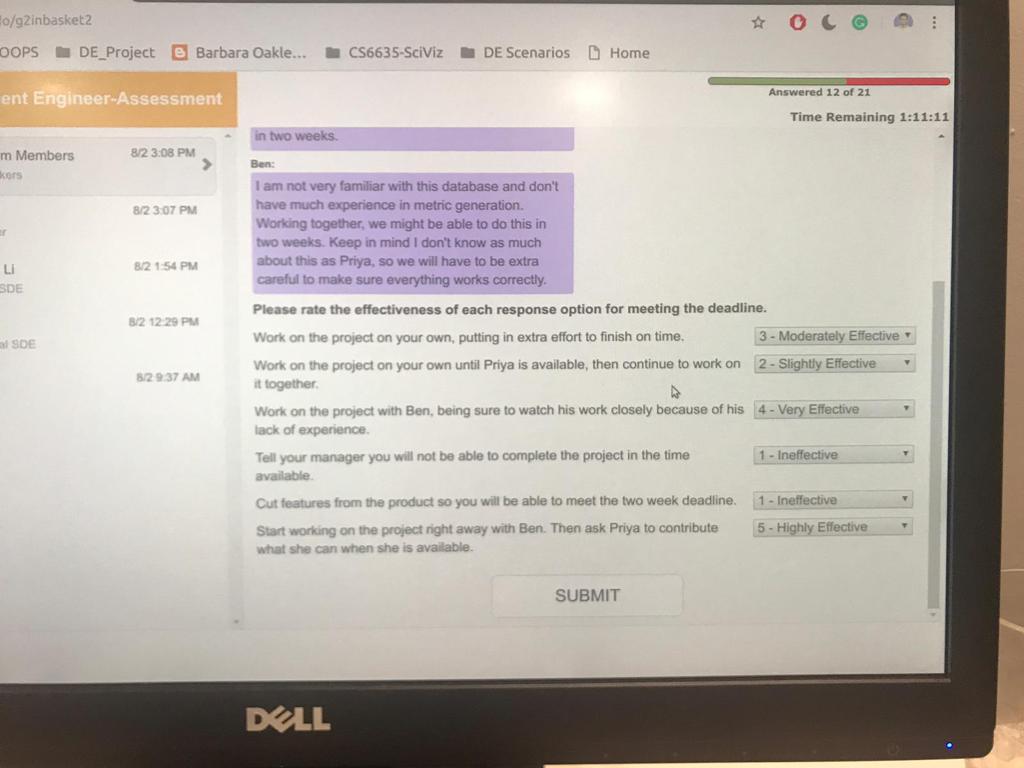 lo/g2inbasket2
OOPS DE_Project Barbara Oakle... CS6635-SciViz DE Scenarios Home
ent Engineer-Assessment
Answered 12 of 21
Time Remaining 1:11:11
m Members 8/2 3:08 PM
kers
8/2 3:07 PM
er
Li 8/2 1:54 PM
SDE
8/2 12:29 PM
al SDE
8/2 9:37 AM
in two weeks.
Ben:
I am not very familiar with this database and don't
have much experience in metric generation.
Working together, we might be able to do this in
two weeks. Keep in mind I don't know as much
about this as Priya, so we will have to be extra
careful to make sure everything works correctly.
Please rate the effectiveness of each response option for meeting the deadline.
Work on the project on your own, putting in extra effort to finish on time. 3 - Moderately Effective
Work on the project on your own until Priya is available, then continue to work on 2 - Slightly Effective
it together.
Work on the project with Ben, being sure to watch his work closely because of his 4 - Very Effective
lack of experience.
Tell your manager you will not be able to complete the project in the time 1 - Ineffective
available.
Cut features from the product so you will be able to meet the two week deadline. 1 - Ineffective
Start working on the project right away with Ben. Then ask Priya to contribute 5 - Highly Effective
what she can when she is available.
SUBMIT
DELL